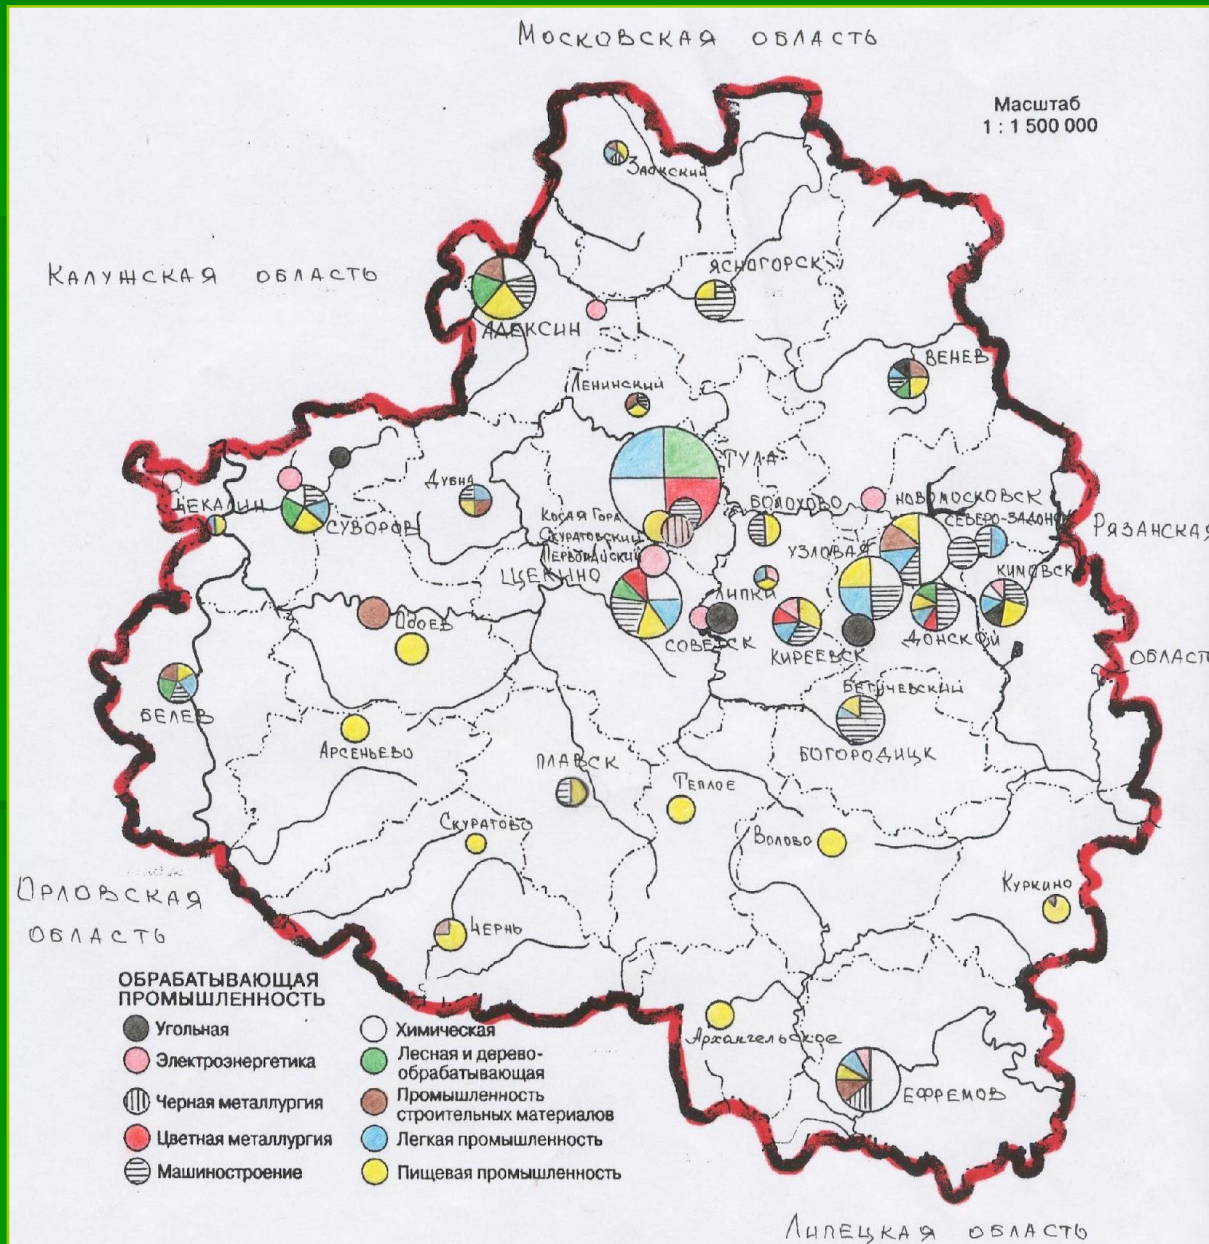 МОСКОВСКАЯ ОБЛАСТЬ
Масштаб
1 : 1 500 000
ЗАОКСКИЙ
КАЛУЖСКАЯ ОБЛАСТЬ
ЯСНОГОРСК
АЛЕКСИН
ВЕНЕВ
ЛЕНИНСКИЙ
ТУЛА
ДУБНА
ЧЕКАЛИН
СУВОРОВ
КОСАЯ ГОРА
СКУРАТОВСКИЙ
ПЕРВОМАЙСКИЙ
ЩЕКИНО
БОЛОХОВО
НОВОМОСКОВСК
СЕВЕРО-ЗАДОНСК
РЯЗАНСКАЯ
УЗЛОВАЯ
КИМОВСК
ЛИПКИ
СОВЕТСК
КИРЕЕВСК
ДОНСКОЙ
ОДОЕВ
ОБЛАСТЬ
БЕЛЕВ
БЕГИЧЕВСКИЙ
БОГОРОДИЦК
АРСЕНЬЕВО
ПЛАВСК
ТЕПЛОЕ
СКУРАТОВО
ВОЛОВО
КУРКИНО
ОРЛОВСКАЯ
ОБЛАСТЬ
ЧЕРНЬ
АРХАНГЕЛЬСКОЕ
ЕФРЕМОВ
ОБРАБАТЫВАЮЩАЯ
ПРОМЫШЛЕННОСТЬ
Угольная
Электроэнергетика
Черная металлургия
Цветная металлургия
Машиностроение
Химическая
Лесная и дерево-
обрабатывающая
Промышленность
строительных материалов
Легкая промышленность
Пищевая промышленность
ЛИПЕЦКАЯ ОБЛАСТЬ